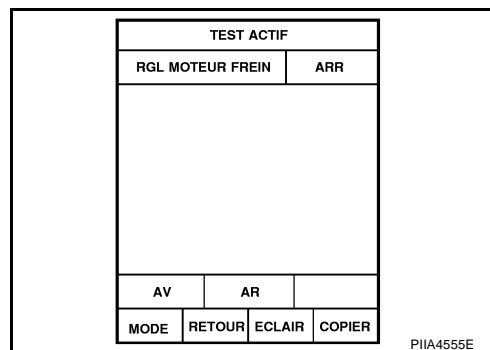 TEST ACTIF
RGL MOTEUR FREIN ARR
AV AR
MODE RETOUR ECLAIR COPIER
PIIA4555E